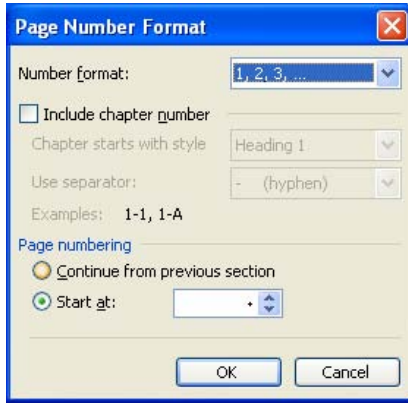 Page Number Format
Number format: 1, 2, 3, ...
Include chapter number
Chapter starts with style Heading 1
Use separator: - (hyphen)
Examples: 1-1, 1-A
Page numbering
Continue from previous section
Start at:
OK Cancel